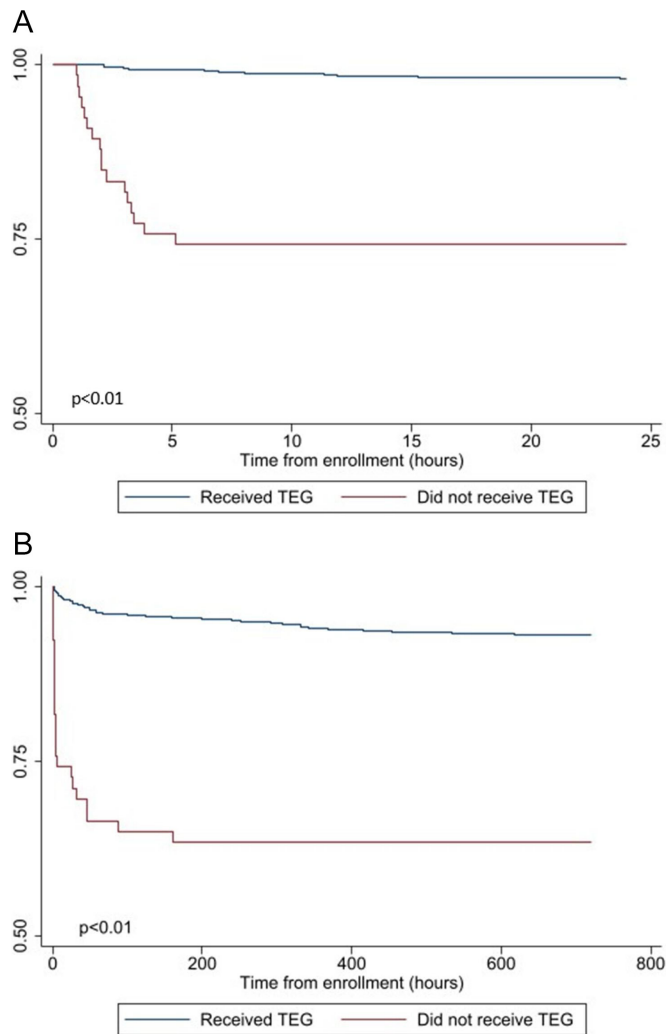 A
1.00
0.75
0.50
p<0.01
0 5 10 15 20 25
Time from enrollment (hours)
Received TEG Did not receive TEG
B
1.00
0.75
0.50
p<0.01
0 200 400 600 800
Time from enrollment (hours)
Received TEG Did not receive TEG